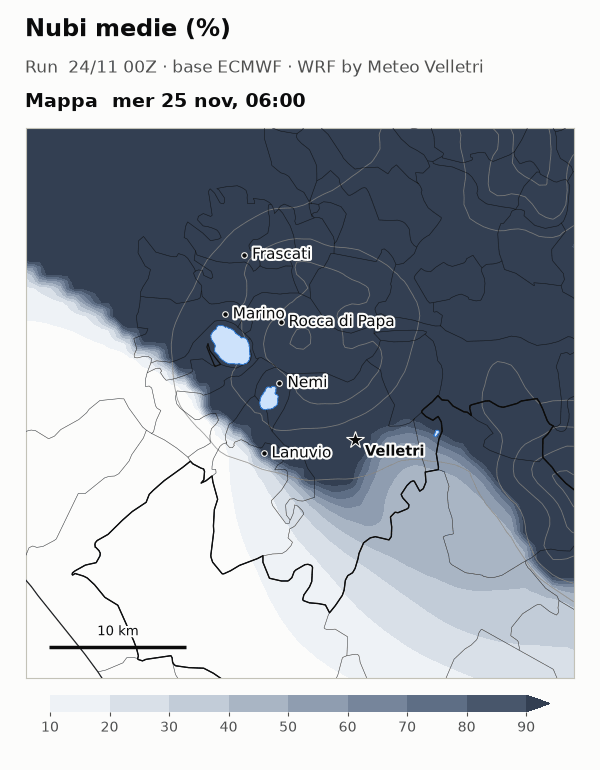 Nubi medie (%)
Run  24/11 00Z · base ECMWF · WRF by Meteo Velletri
Mappa  mer 25 nov, 06:00
Frascati
Marino
Rocca di Papa
Nemi
Velletri
Lanuvio
10 km
10 20 30 40 50 60 70 80 90